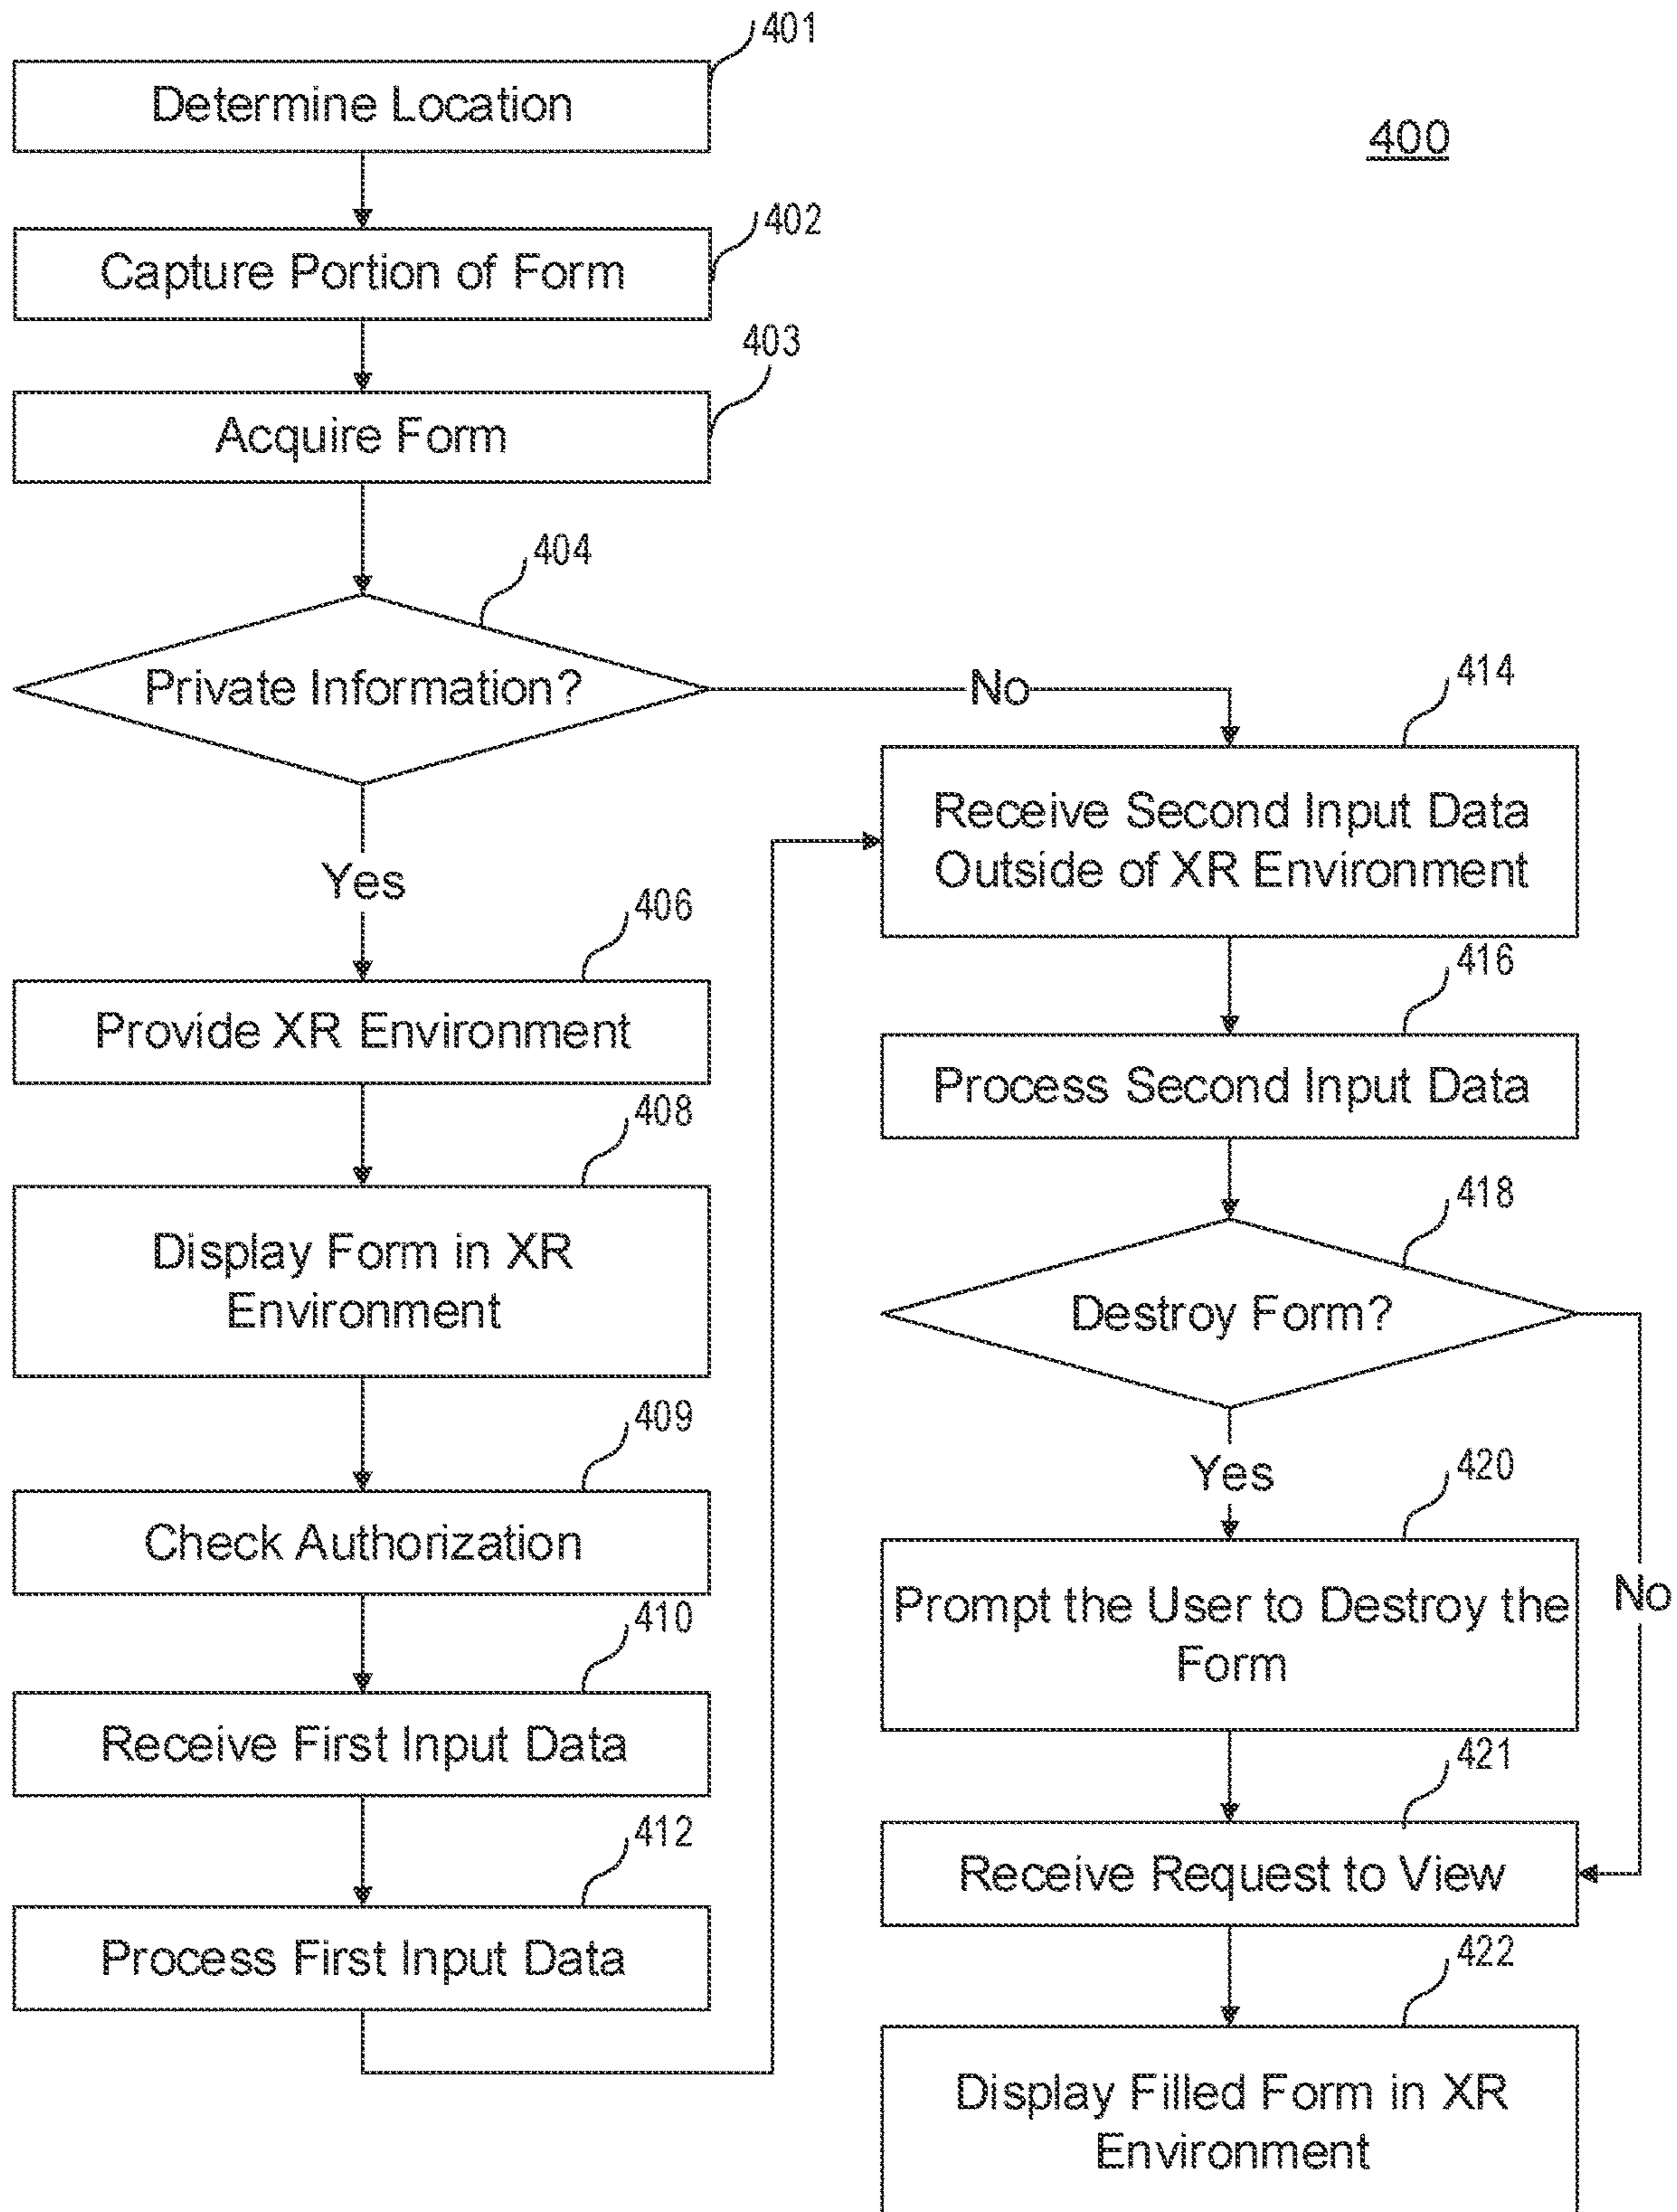 401
Determine Location
400
402
Capture Portion of Form
403
Acquire Form
404
Private Information?
No
Yes
406
Provide XR Environment
408
Display Form in XR
Environment
409
Check Authorization
410
Receive First Input Data
412
Process First Input Data
414
Receive Second Input Data
Outside of XR Environment
416
Process Second Input Data
418
Destroy Form?
Yes
No
420
Prompt the User to Destroy the
Form
421
Receive Request to View
422
Display Filled Form in XR
Environment